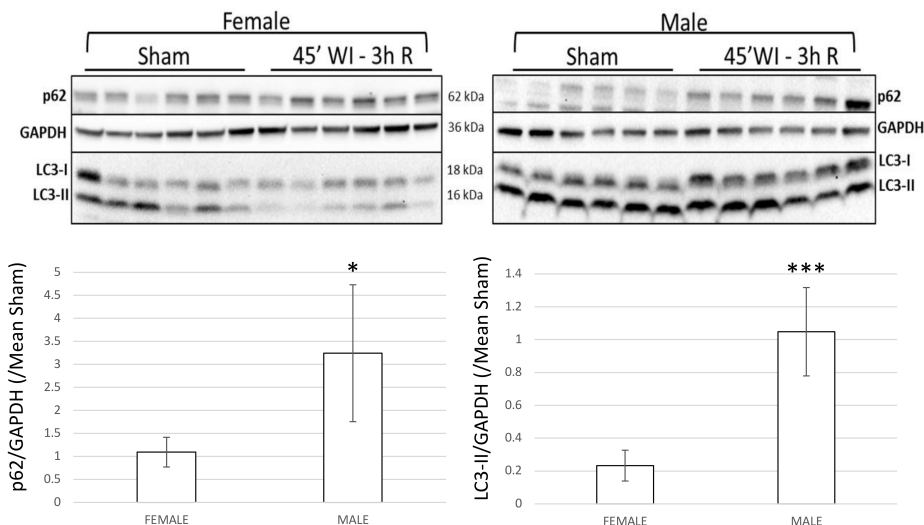 Female
Sham
45' WI - 3h R
p62
GAPDH
LC3-I
LC3-II
62 kDa
36 kDa
18 kDa
16 kDa
Male
Sham
45'WI - 3h R
p62
GAPDH
LC3-I
LC3-II
p62/GAPDH (/Mean Sham)
5
4.5
4
3.5
3
2.5
2
1.5
1
0.5
0
*
FEMALE
MALE
LC3-II/GAPDH (/Mean Sham)
1.4
1.2
1
0.8
0.6
0.4
0.2
0
***
FEMALE
MALE